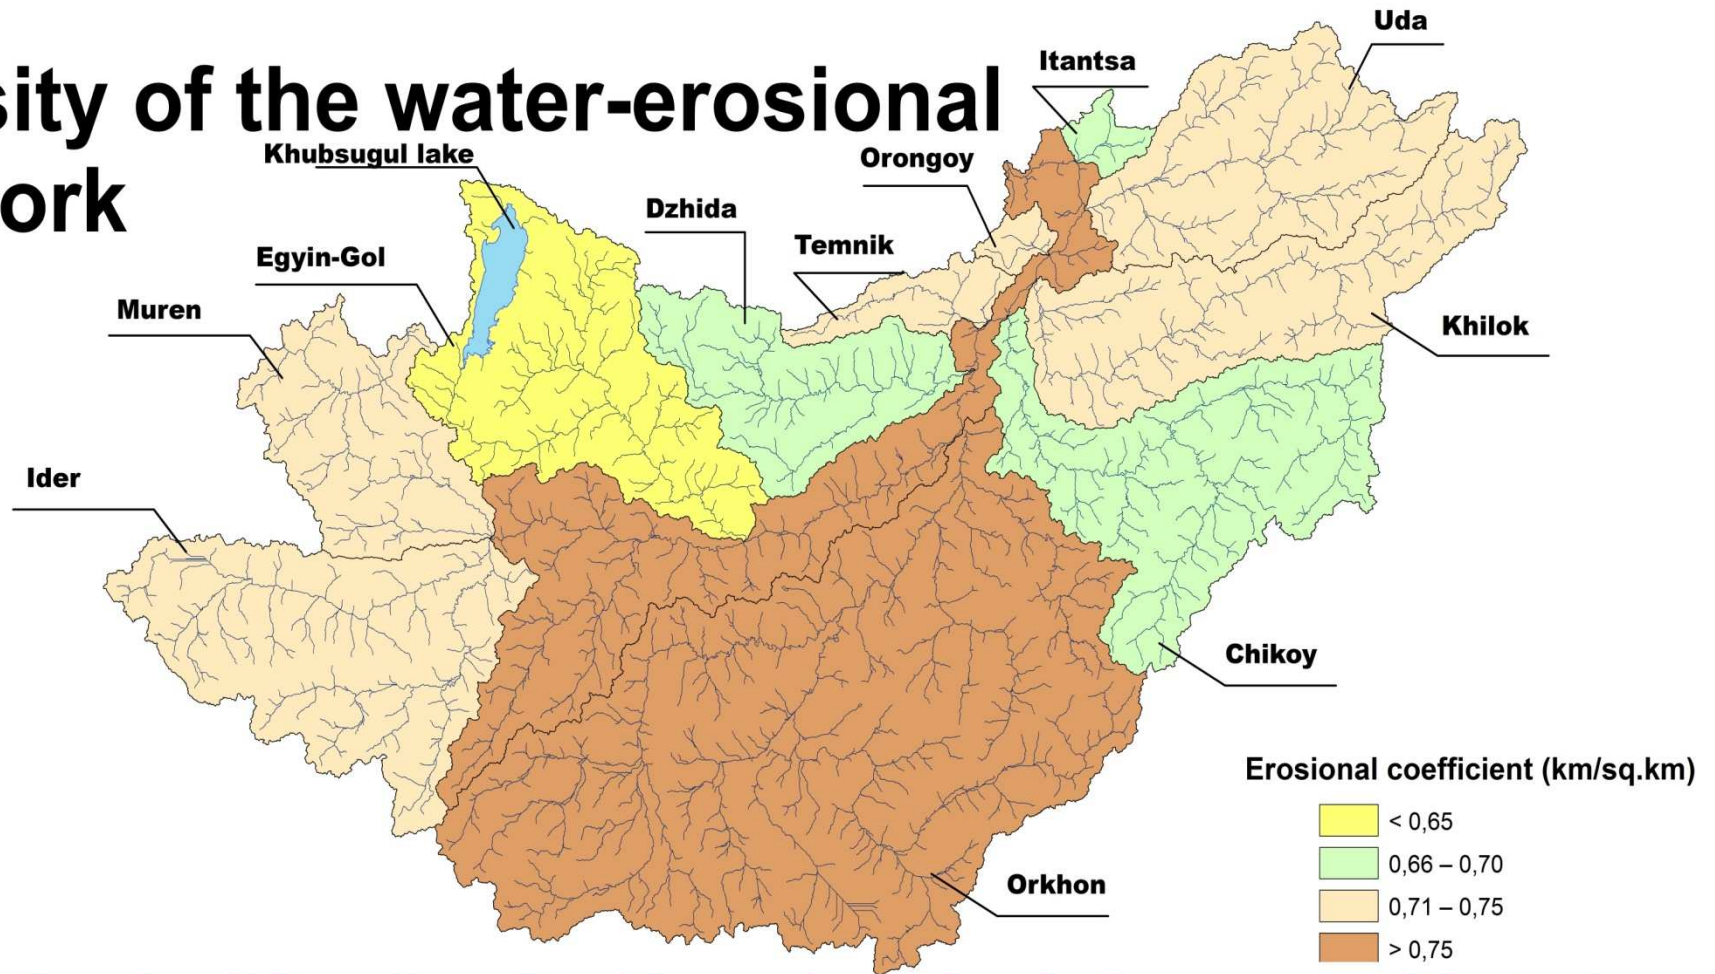 sity of the water-erosional
ork
Uda
Itantsa
Khubsugul lake
Orongoy
Dzhida
Temnik
Egyin-Gol
Muren
Khilok
Ider
Chikoy
Orkhon
Erosional coefficient (km/sq.km)
< 0,65
0,66 – 0,70
0,71 – 0,75
> 0,75